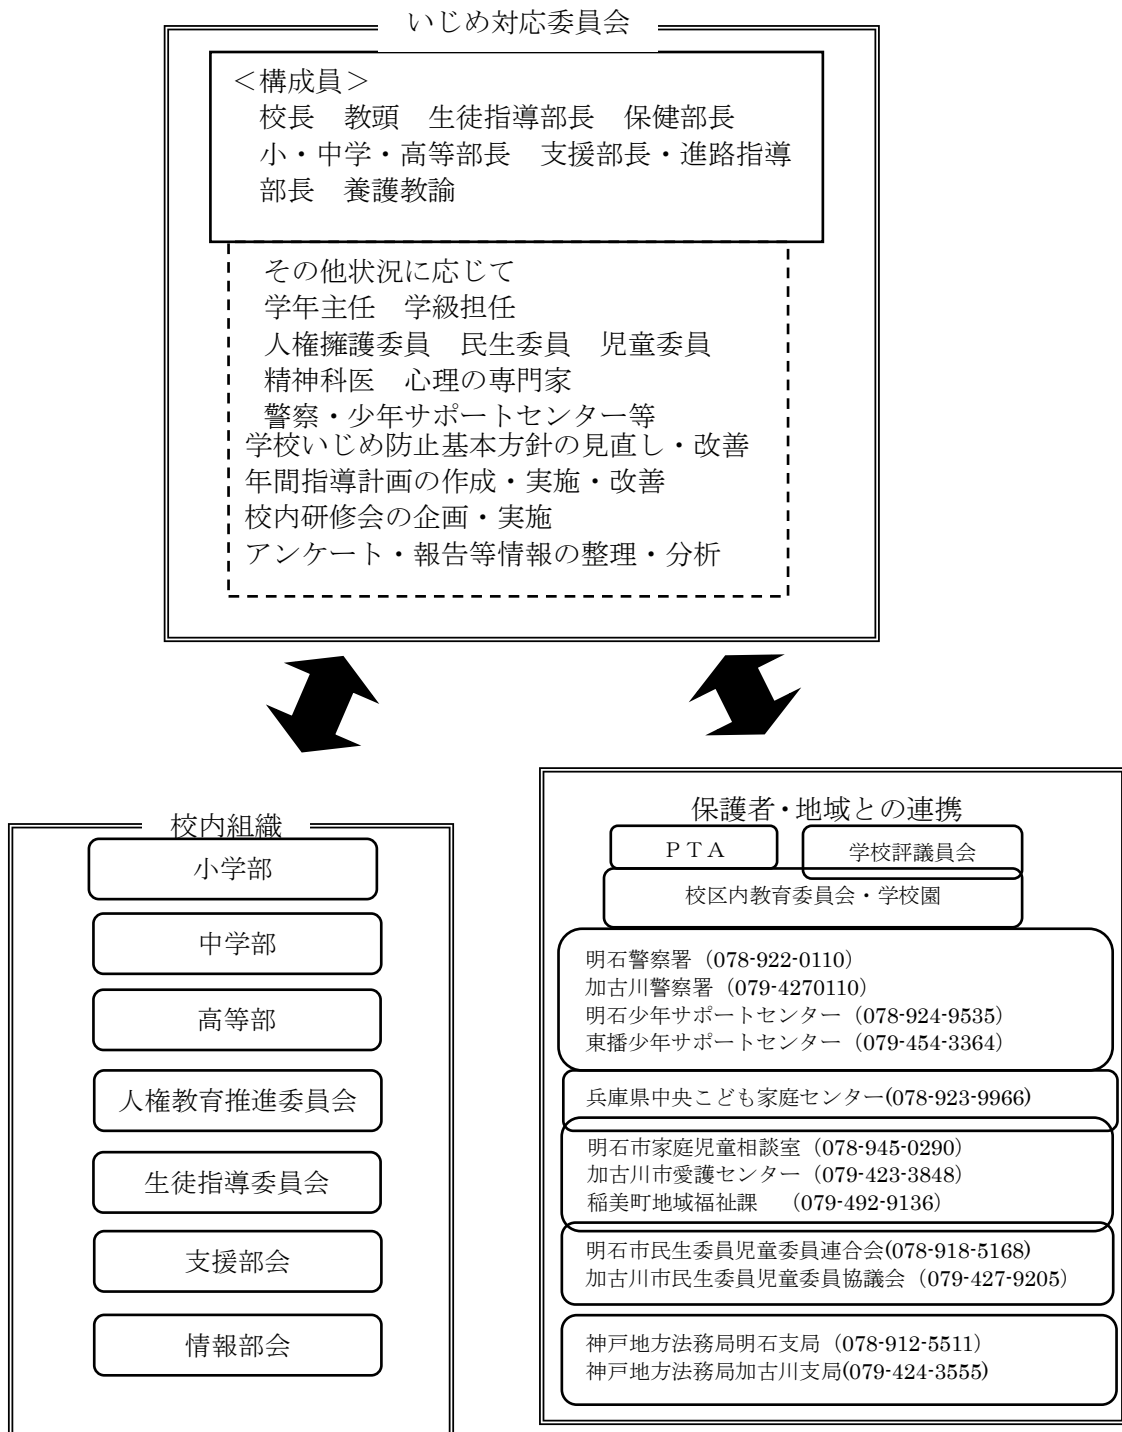 いじめ対応委員会
＜構成員＞
校長　教頭　生徒指導部長　保健部長
小・中学・高等部長　支援部長・進路指導
部長　養護教諭
その他状況に応じて
学年主任　学級担任
人権擁護委員　民生委員　児童委員
精神科医　心理の専門家
警察・少年サポートセンター等
学校いじめ防止基本方針の見直し・改善
年間指導計画の作成・実施・改善
校内研修会の企画・実施
アンケート・報告等情報の整理・分析
校内組織
小学部
中学部
高等部
人権教育推進委員会
生徒指導委員会
支援部会
情報部会
保護者・地域との連携
ＰＴＡ
学校評議員会
校区内教育委員会・学校園
明石警察署（078-922-0110）
加古川警察署（079-4270110）
明石少年サポートセンター（078-924-9535）
東播少年サポートセンター（079-454-3364）
兵庫県中央こども家庭センター(078-923-9966)
明石市家庭児童相談室（078-945-0290）
加古川市愛護センター（079-423-3848）
稲美町地域福祉課　（079-492-9136）
明石市民生委員児童委員連合会(078-918-5168)
加古川市民生委員児童委員協議会（079-427-9205）
神戸地方法務局明石支局（078-912-5511）
神戸地方法務局加古川支局(079-424-3555)